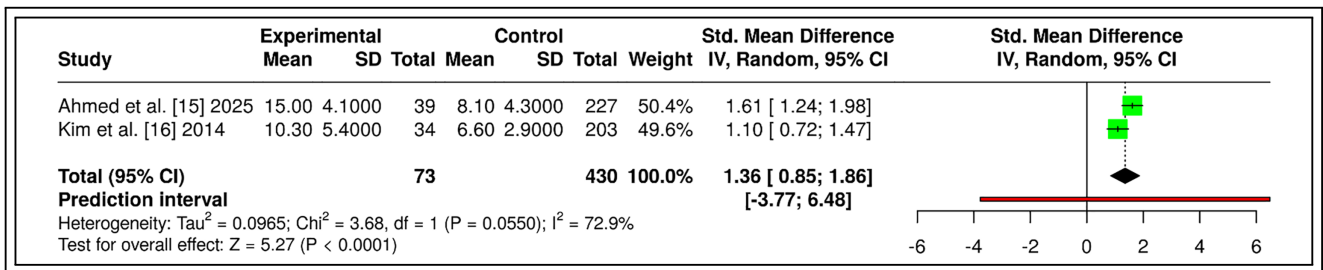 Experimental Control Std. Mean Difference Std. Mean Difference
Study Mean SD Total Mean SD Total Weight IV, Random, 95% CI IV, Random, 95% CI
Ahmed et al. [15] 2025 15.00 4.1000 39 8.10 4.3000 227 50.4% 1.61 [ 1.24; 1.98]
Kim et al. [16] 2014 10.30 5.4000 34 6.60 2.9000 203 49.6% 1.10 [ 0.72; 1.47]
Total (95% CI) 73 430 100.0% 1.36 [ 0.85; 1.86]
Prediction interval [-3.77; 6.48]
Heterogeneity: Tau² = 0.0965; Chi² = 3.68, df = 1 (P = 0.0550); I² = 72.9%
Test for overall effect: Z = 5.27 (P < 0.0001)
-6 -4 -2 0 2 4 6